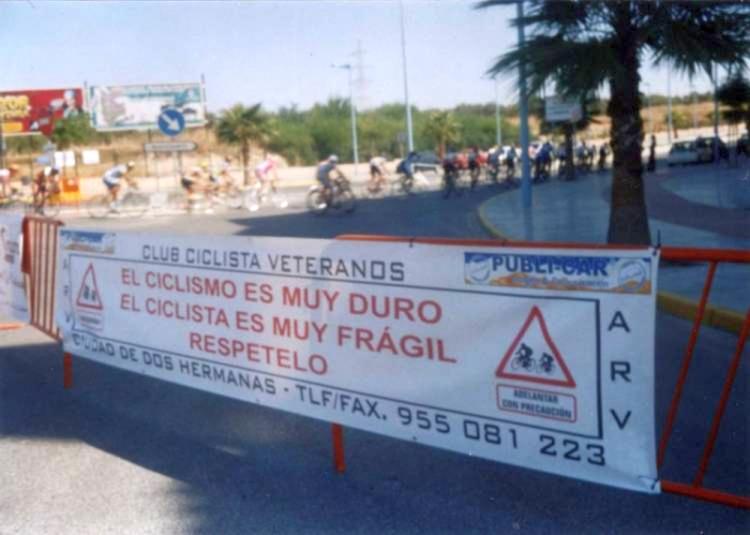 CLUB CICLISTA VETERANOS
PUBLI-CAR
EL CICLISMO ES MUY DURO
EL CICLISTA ES MUY FRÁGIL
RESPETELO
ADELANTAR
CON PRECAUCIÓN
CIUDAD DE DOS HERMANAS - TLF/FAX. 955 081 223
A
R
V
A
R
V